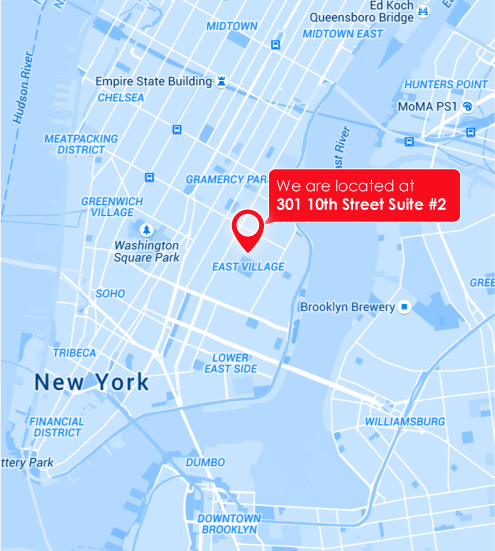 Ed Koch
Queensboro Bridge
MIDTOWN
MIDTOWN EAST
Hudson River
Empire State Building
CHELSEA
HUNTERS POINT
MoMA PS1
MEATPACKING
DISTRICT
East River
GRAMERCY PARK
We are located at
301 10th Street Suite #2
GREENWICH
VILLAGE
Washington
Square Park
EAST VILLAGE
SOHO
Brooklyn Brewery
GREE
TRIBECA
LOWER
EAST SIDE
New York
FINANCIAL
DISTRICT
WILLIAMSBURG
ttery Park
DUMBO
DOWNTOWN
BROOKLYN